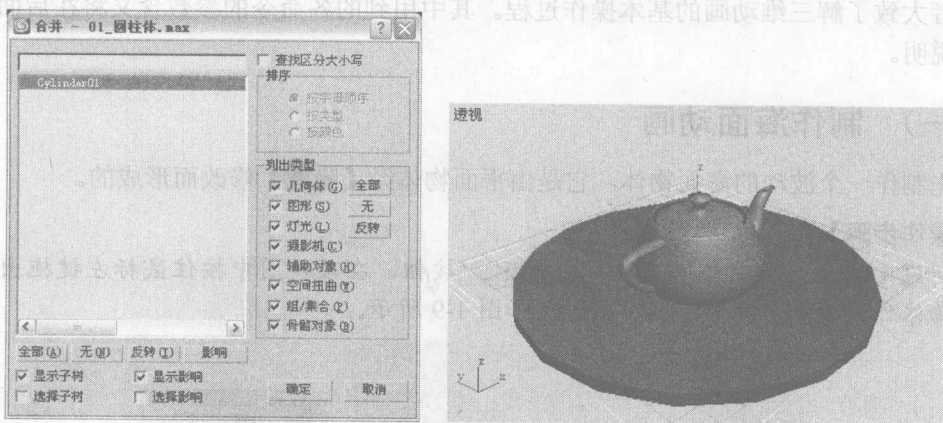 合并 - 01_圆柱体.max
Cylinder01
查找区分大小写
排序
按字母顺序
按类型
按颜色
列出类型
几何体(G)
图形(S)
灯光(L)
摄影机(C)
辅助对象(H)
空间扭曲(W)
组/集合(P)
骨骼对象(B)
全部
无
反转
全部(A) 无(N) 反转(I) 影响
显示子树 显示影响
选择子树 选择影响
确定 取消
透视
z
z
y x